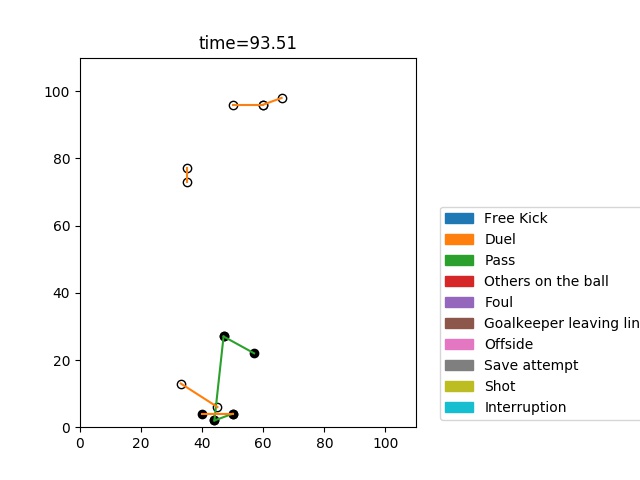 time=93.51
100
80
60
40
20
0
0 20 40 60 80 100
Free Kick
Duel
Pass
Others on the ball
Foul
Goalkeeper leaving lin
Offside
Save attempt
Shot
Interruption